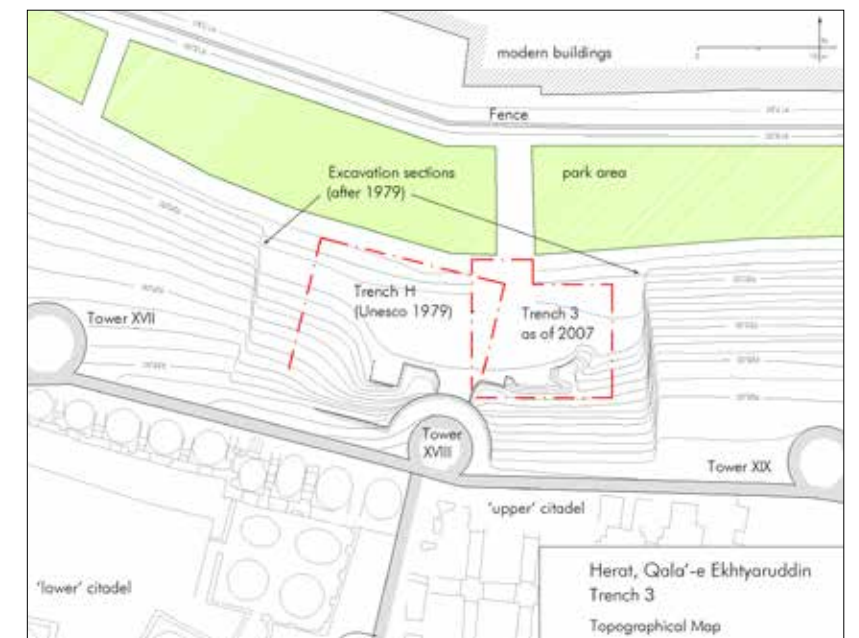 modern buildings
Fence
Excavation sections
(after 1979)
park area
Trench H
(Unesco 1979)
Trench 3
as of 2007
Tower XVII
Tower
XVIII
Tower XIX
'upper' citadel
'lower' citadel
Herat, Qala'-e Ekhtyaruddin
Trench 3
Topographical Map